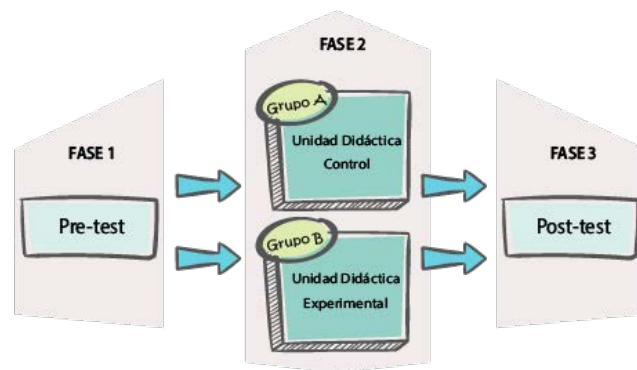 FASE 1
Pre-test
FASE 2
Grupo A
Unidad Didáctica
Control
Grupo B
Unidad Didáctica
Experimental
FASE 3
Post-test